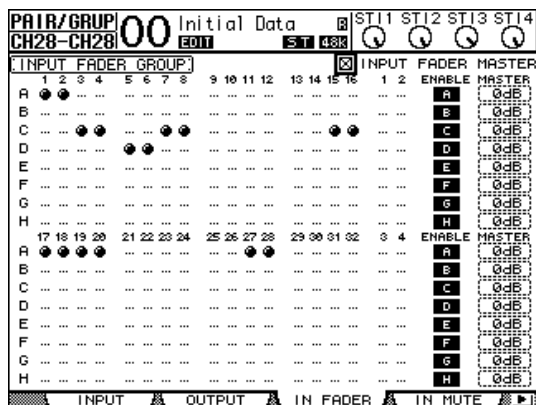 PAIR/GRUP 00 Initial Data R ST11 ST12 ST13 ST14
CH28-CH28 EDIT ST 48K
INPUT FADER GROUP INPUT FADER MASTER
1 2 3 4 5 6 7 8 9 10 11 12 13 14 15 16 1 2 ENABLE MASTER
A A 0dB
B B 0dB
C C 0dB
D D 0dB
E E 0dB
F F 0dB
G G 0dB
H H 0dB
17 18 19 20 21 22 23 24 25 26 27 28 29 30 31 32 3 4 ENABLE MASTER
A A 0dB
B B 0dB
C C 0dB
D D 0dB
E E 0dB
F F 0dB
G G 0dB
H H 0dB
INPUT OUTPUT IN FADER IN MUTE